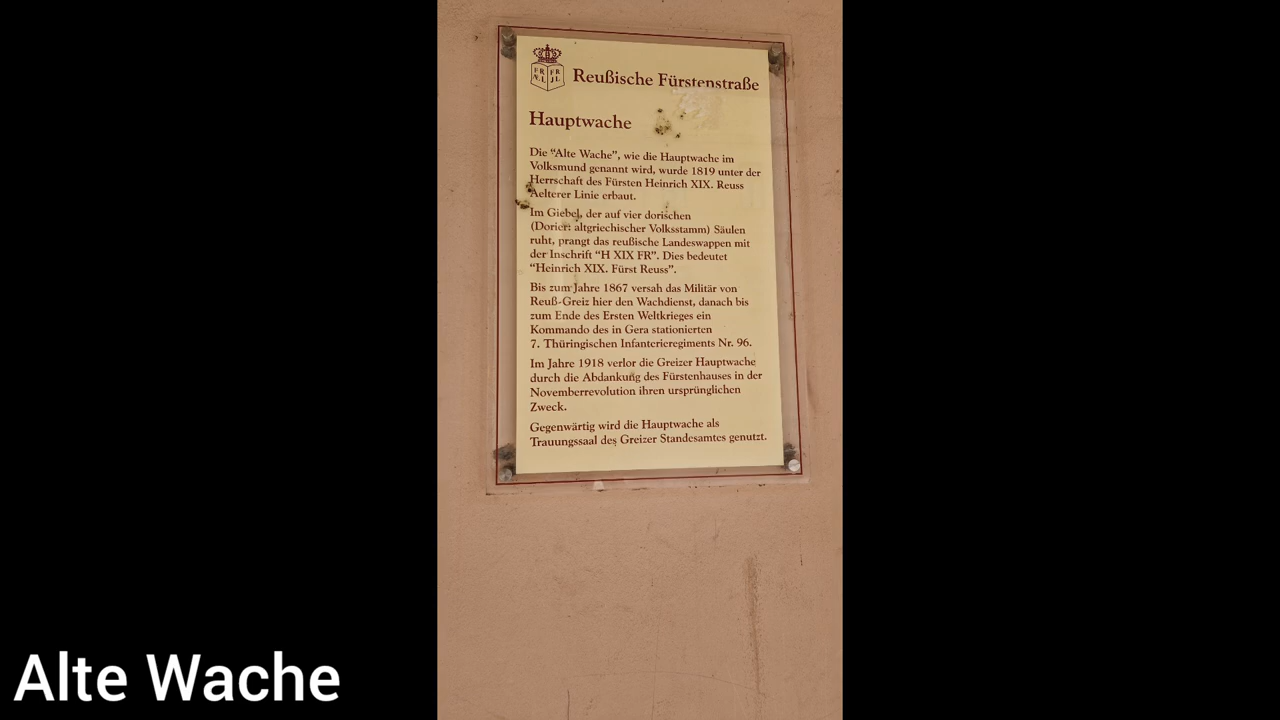 FR FR
Æ.L JL
Reußische Fürstenstraße
Hauptwache
Die “Alte Wache”, wie die Hauptwache im
Volksmund genannt wird, wurde 1819 unter der
Herrschaft des Fürsten Heinrich XIX. Reuss
Aelterer Linie erbaut.
Im Giebel, der auf vier dorischen
(Dorier: altgriechischer Volksstamm) Säulen
ruht, prangt das reußische Landeswappen mit
der Inschrift “H XIX FR”. Dies bedeutet
“Heinrich XIX. Fürst Reuss”.
Bis zum Jahre 1867 versah das Militär von
Reuß-Greiz hier den Wachdienst, danach bis
zum Ende des Ersten Weltkrieges ein
Kommando des in Gera stationierten
7. Thüringischen Infanterieregiments Nr. 96.
Im Jahre 1918 verlor die Greizer Hauptwache
durch die Abdankung des Fürstenhauses in der
Novemberrevolution ihren ursprünglichen
Zweck.
Gegenwärtig wird die Hauptwache als
Trauungssaal des Greizer Standesamtes genutzt.
Alte Wache